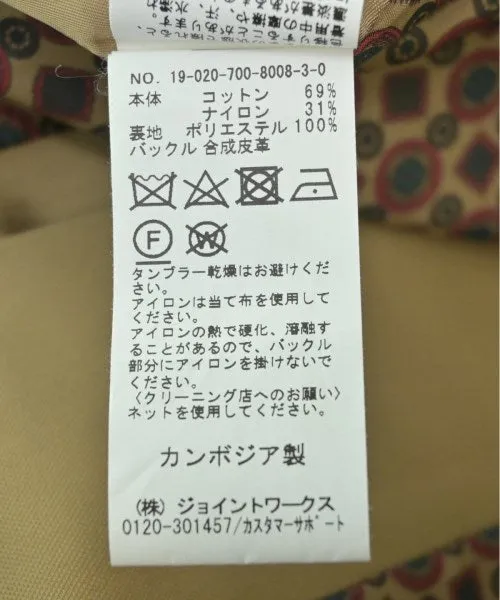 NO. 19-020-700-8008-3-0
本体 コットン 69%
ナイロン 31%
裏地 ポリエステル 100%
バックル 合成皮革
F W
タンブラー乾燥はお避けくだ
さい。
アイロンは当て布を使用して
ください。
アイロンの熱で硬化、溶融す
ることがあるので、バックル
部分にアイロンを掛けないで
ください。
〈クリーニング店へのお願い〉
ネットを使用してください。
カンボジア製
(株) ジョイントワークス
0120-301457/カスタマーサポート